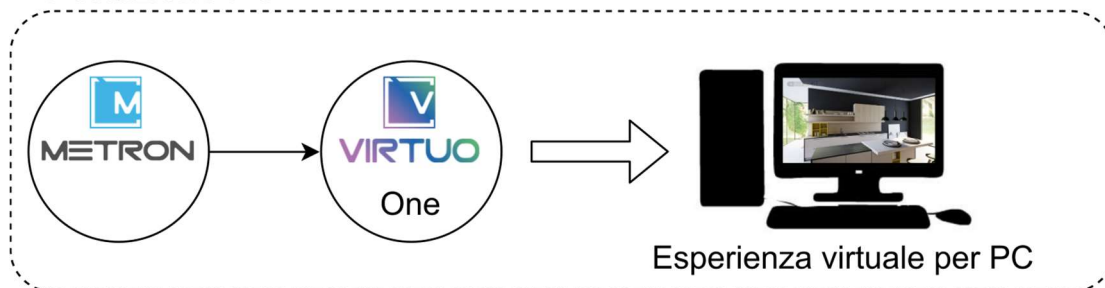 M
METRON
V
VIRTUO
One
Esperienza virtuale per PC